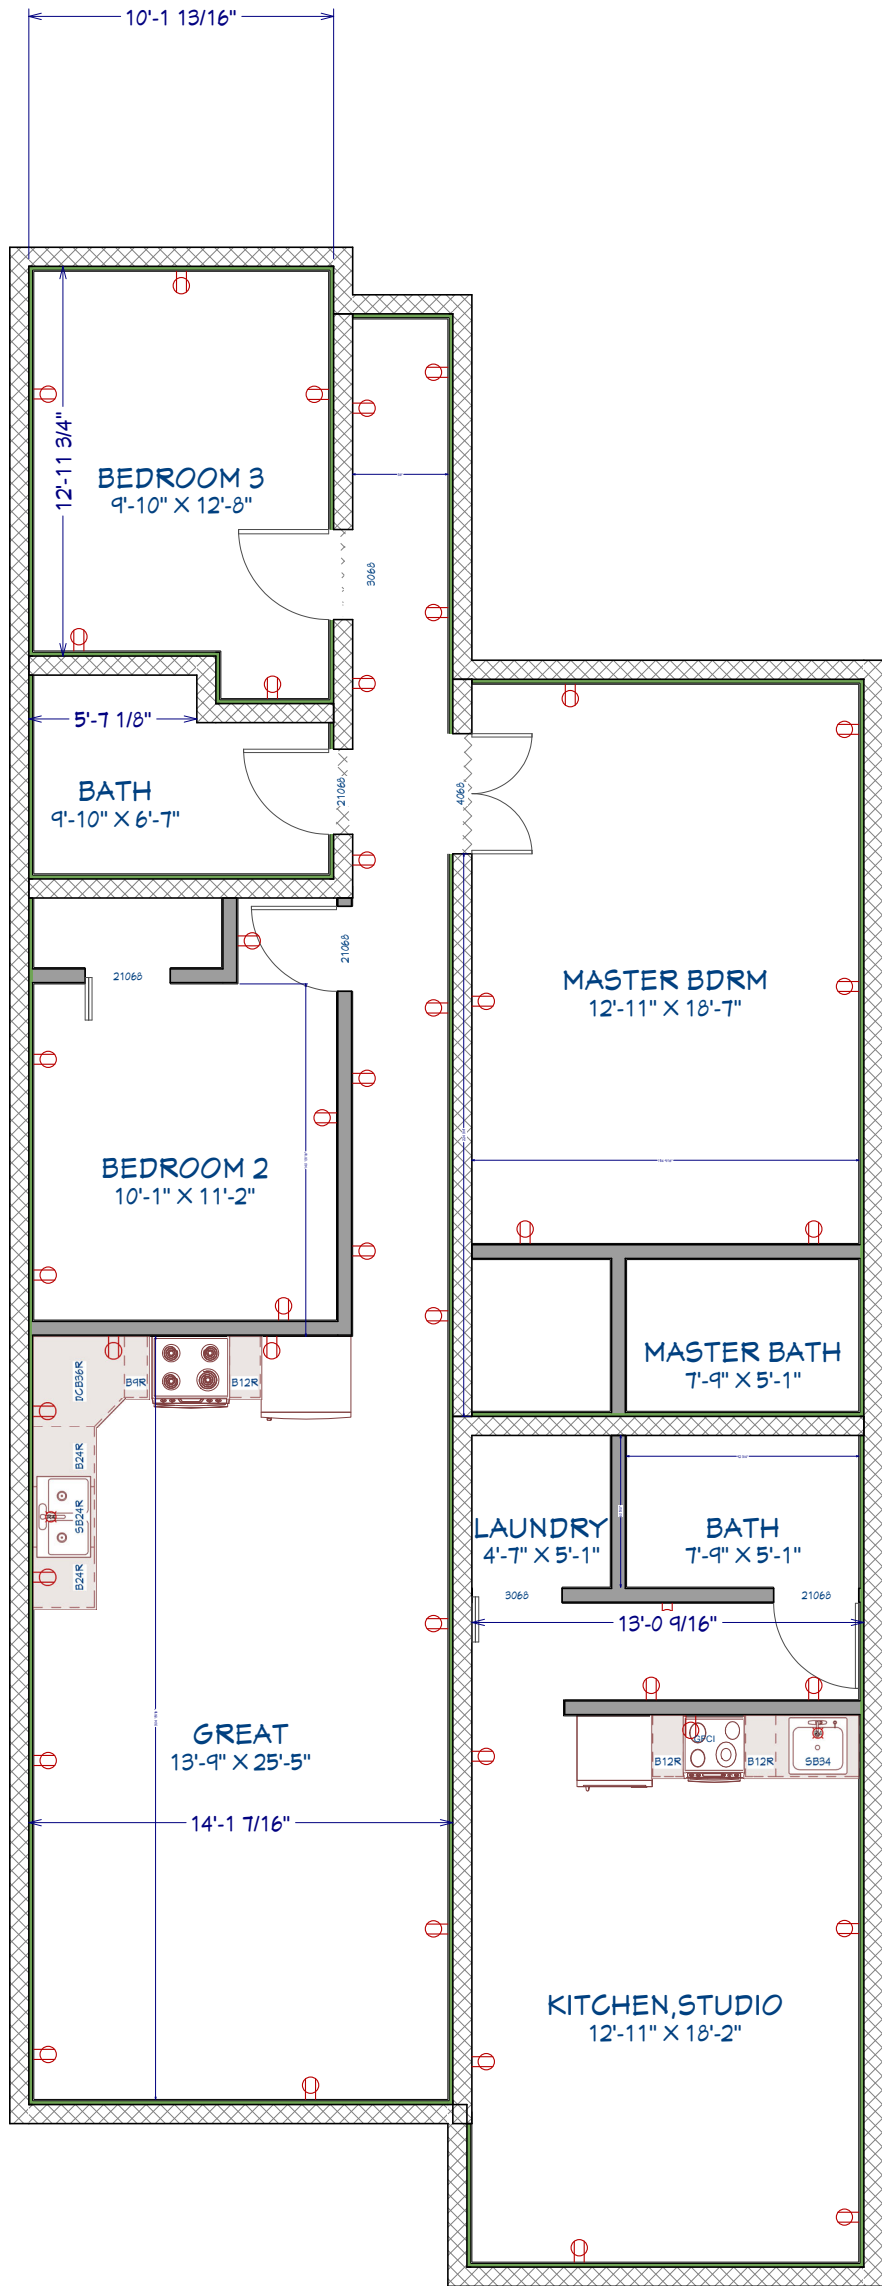 10'-1 13/16"
12'-11 3/4"
BEDROOM 3
9'-10" X 12'-8"
3068
5'-7 1/8"
BATH
9'-10" X 6'-7"
21068
4068
21068
21068
MASTER BDRM
12'-11" X 18'-7"
BEDROOM 2
10'-1" X 11'-2"
MASTER BATH
7'-9" X 5'-1"
DCB36R
B9R
B12R
B24R
SB24R
B24R
LAUNDRY
4'-7" X 5'-1"
BATH
7'-9" X 5'-1"
3068
21068
13'-0 9/16"
GREAT
13'-9" X 25'-5"
GFCI
B12R
B12R
SB34
14'-1 7/16"
KITCHEN,STUDIO
12'-11" X 18'-2"